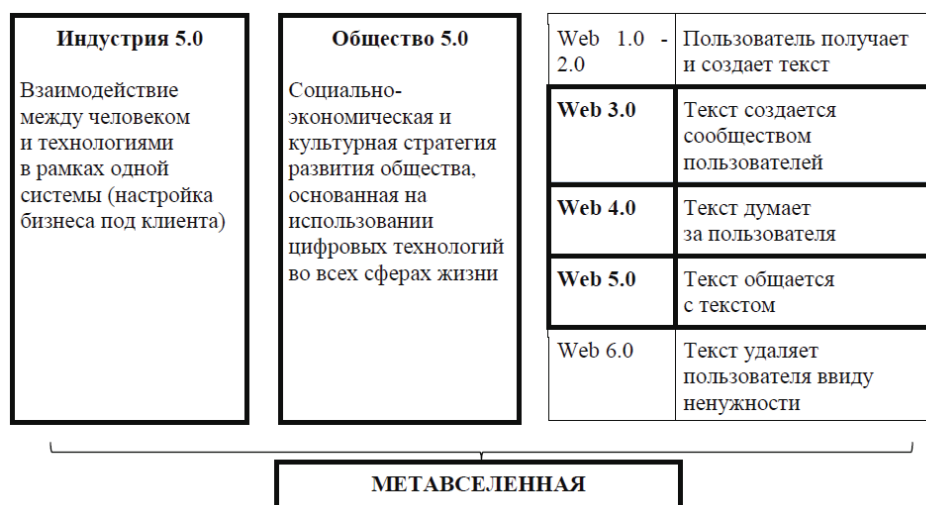 Индустрия 5.0
Взаимодействие
между человеком
и технологиями
в рамках одной
системы (настройка
бизнеса под клиента)
Общество 5.0
Социально-
экономическая и
культурная стратегия
развития общества,
основанная на
использовании
цифровых технологий
во всех сферах жизни
Web 1.0 -
2.0
Пользователь получает
и создает текст
Web 3.0
Текст создается
сообществом
пользователей
Web 4.0
Текст думает
за пользователя
Web 5.0
Текст общается
с текстом
Web 6.0
Текст удаляет
пользователя ввиду
ненужности
МЕТАВСЕЛЕННАЯ